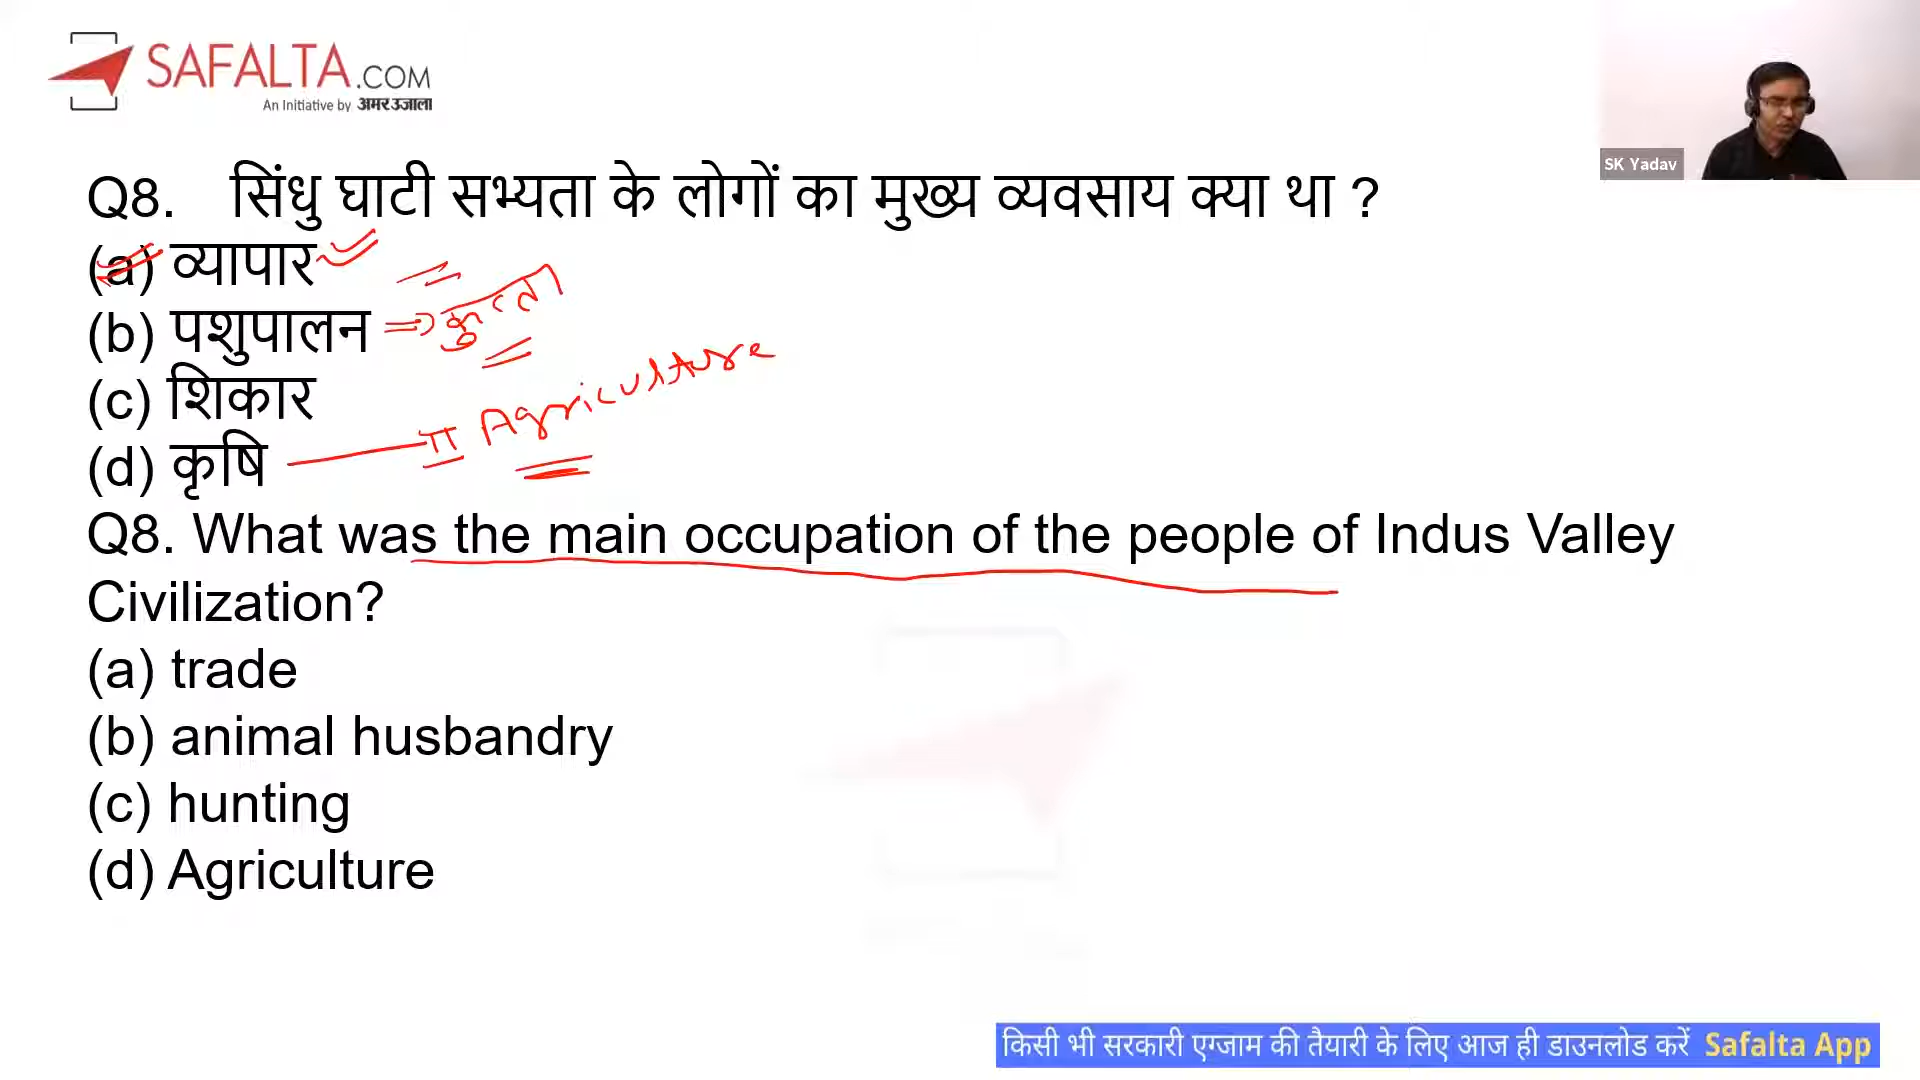 SAFALTA.COM
An Initiative by अमर उजाला
SK Yadav
Q8. सिंधु घाटी सभ्यता के लोगों का मुख्य व्यवसाय क्या था ?
(a) व्यापार
(b) पशुपालन ⇒ कुत्ता
(c) शिकार
(d) कृषि II Agriculture
Q8. What was the main occupation of the people of Indus Valley
Civilization?
(a) trade
(b) animal husbandry
(c) hunting
(d) Agriculture
किसी भी सरकारी एग्जाम की तैयारी के लिए आज ही डाउनलोड करें Safalta App